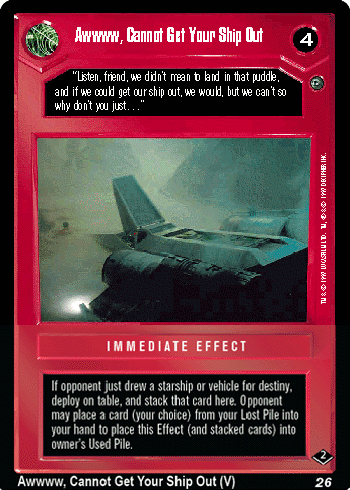 Awwww, Cannot Get Your Ship Out
4
“Listen, friend, we didn't mean to land in that puddle,
and if we could get our ship out, we would, but we can't so
why don't you just . . .”
IMMEDIATE EFFECT
If opponent just drew a starship or vehicle for destiny,
deploy on table, and stack that card here. Opponent
may place a card (your choice) from your Lost Pile into
your hand to place this Effect (and stacked cards) into
owner's Used Pile.
2
Awwww, Cannot Get Your Ship Out (V)
26